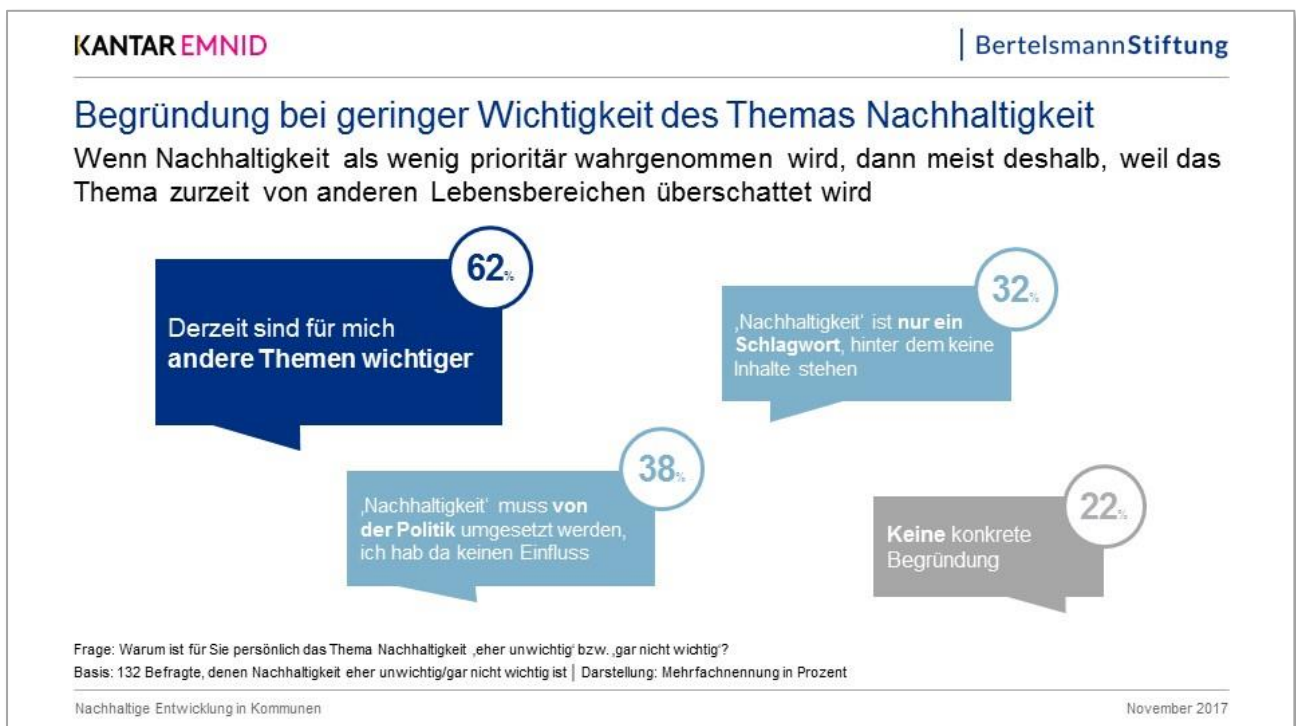 KANTAR EMNID
BertelsmannStiftung
Begründung bei geringer Wichtigkeit des Themas Nachhaltigkeit
Wenn Nachhaltigkeit als wenig prioritär wahrgenommen wird, dann meist deshalb, weil das
Thema zurzeit von anderen Lebensbereichen überschattet wird
62%
Derzeit sind für mich
andere Themen wichtiger
32%
‚Nachhaltigkeit‘ ist nur ein
Schlagwort, hinter dem keine
Inhalte stehen
38%
‚Nachhaltigkeit‘ muss von
der Politik umgesetzt werden,
ich hab da keinen Einfluss
22%
Keine konkrete
Begründung
Frage: Warum ist für Sie persönlich das Thema Nachhaltigkeit ‚eher unwichtig‘ bzw. ‚gar nicht wichtig‘?
Basis: 132 Befragte, denen Nachhaltigkeit eher unwichtig/gar nicht wichtig ist | Darstellung: Mehrfachnennung in Prozent
Nachhaltige Entwicklung in Kommunen
November 2017